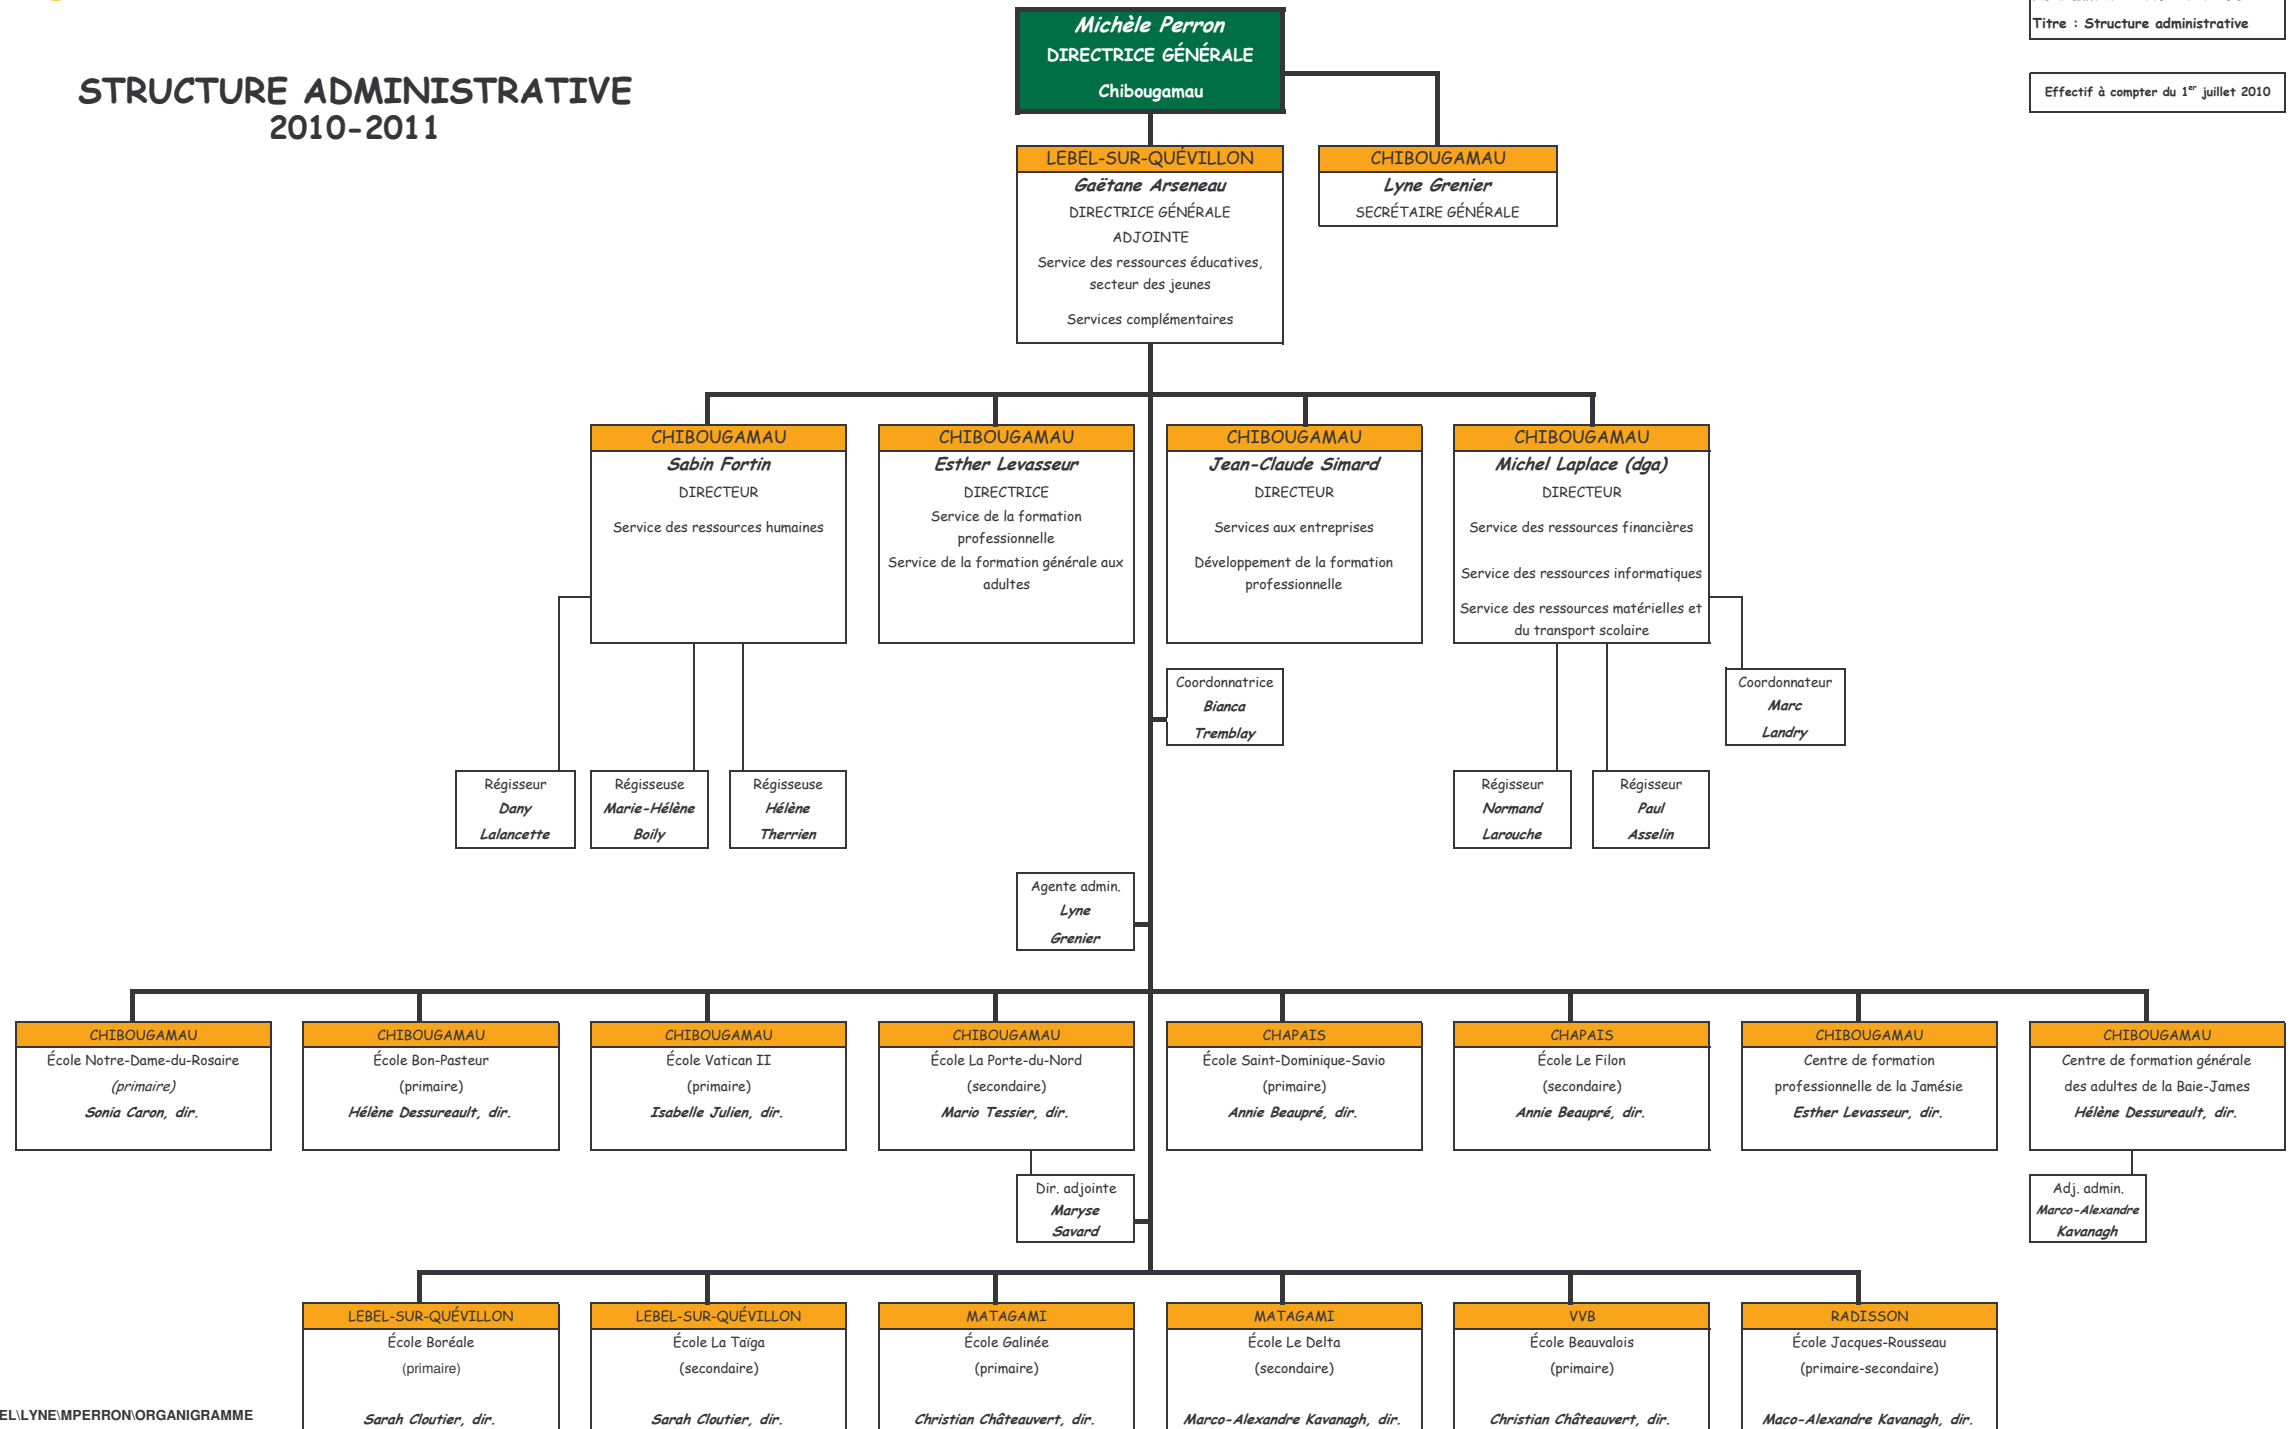 Michèle Perron
DIRECTRICE GÉNÉRALE
Chibougamau
Titre : Structure administrative
Effectif à compter du 1er juillet 2010
STRUCTURE ADMINISTRATIVE
2010-2011
LEBEL-SUR-QUÉVILLON
Gaëtane Arseneau
DIRECTRICE GÉNÉRALE
ADJOINTE
Service des ressources éducatives,
secteur des jeunes
Services complémentaires
CHIBOUGAMAU
Lyne Grenier
SECRÉTAIRE GÉNÉRALE
CHIBOUGAMAU
Sabin Fortin
DIRECTEUR
Service des ressources humaines
CHIBOUGAMAU
Esther Levasseur
DIRECTRICE
Service de la formation
professionnelle
Service de la formation générale aux
adultes
CHIBOUGAMAU
Jean-Claude Simard
DIRECTEUR
Services aux entreprises
Développement de la formation
professionnelle
CHIBOUGAMAU
Michel Laplace (dga)
DIRECTEUR
Service des ressources financières
Service des ressources informatiques
Service des ressources matérielles et
du transport scolaire
Coordonnatrice
Bianca
Tremblay
Coordonnateur
Marc
Landry
Régisseur
Dany
Lalancette
Régisseuse
Marie-Hélène
Boily
Régisseuse
Hélène
Therrien
Régisseur
Normand
Larouche
Régisseur
Paul
Asselin
Agente admin.
Lyne
Grenier
CHIBOUGAMAU
École Notre-Dame-du-Rosaire
(primaire)
Sonia Caron, dir.
CHIBOUGAMAU
École Bon-Pasteur
(primaire)
Hélène Dessureault, dir.
CHIBOUGAMAU
École Vatican II
(primaire)
Isabelle Julien, dir.
CHIBOUGAMAU
École La Porte-du-Nord
(secondaire)
Mario Tessier, dir.
CHAPAIS
École Saint-Dominique-Savio
(primaire)
Annie Beaupré, dir.
CHAPAIS
École Le Filon
(secondaire)
Annie Beaupré, dir.
CHIBOUGAMAU
Centre de formation
professionnelle de la Jamésie
Esther Levasseur, dir.
CHIBOUGAMAU
Centre de formation générale
des adultes de la Baie-James
Hélène Dessureault, dir.
Dir. adjointe
Maryse
Savard
Adj. admin.
Marco-Alexandre
Kavanagh
LEBEL-SUR-QUÉVILLON
École Boréale
(primaire)
Sarah Cloutier, dir.
LEBEL-SUR-QUÉVILLON
École La Taïga
(secondaire)
Sarah Cloutier, dir.
MATAGAMI
École Galinée
(primaire)
Christian Châteauvert, dir.
MATAGAMI
École Le Delta
(secondaire)
Marco-Alexandre Kavanagh, dir.
VVB
École Beauvalois
(primaire)
Christian Châteauvert, dir.
RADISSON
École Jacques-Rousseau
(primaire-secondaire)
Maco-Alexandre Kavanagh, dir.
EL\LYNE\MPERRON\ORGANIGRAMME